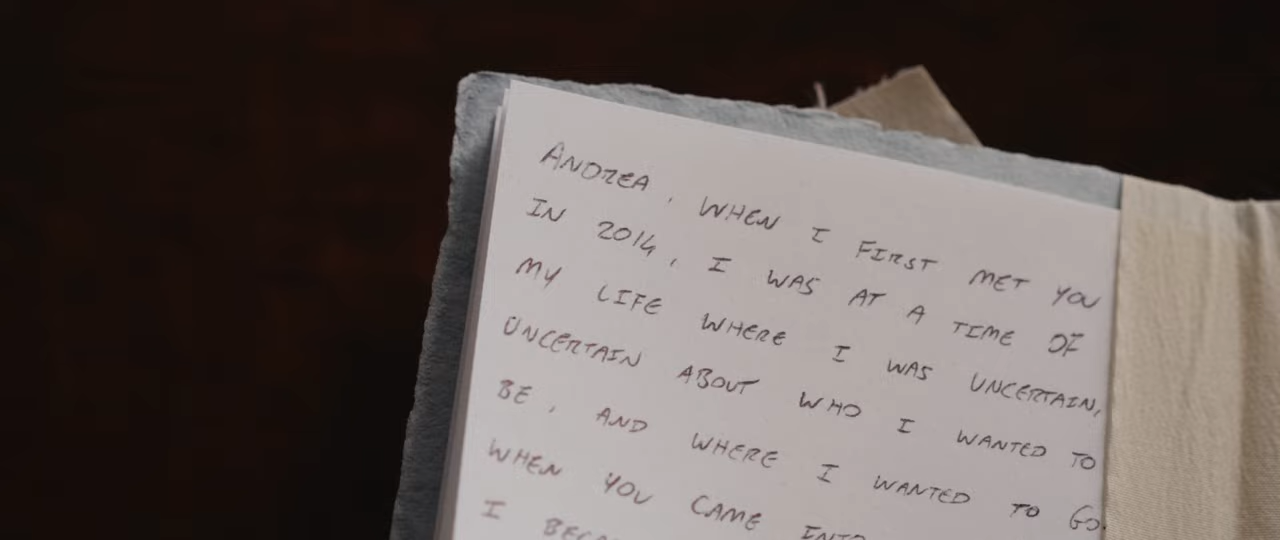 ANDREA, WHEN I FIRST MET YOU
IN 2014, I WAS AT A TIME OF
MY LIFE WHERE I WAS UNCERTAIN,
UNCERTAIN ABOUT WHO I WANTED TO
BE, AND WHERE I WANTED TO GO.
WHEN YOU CAME INTO
I